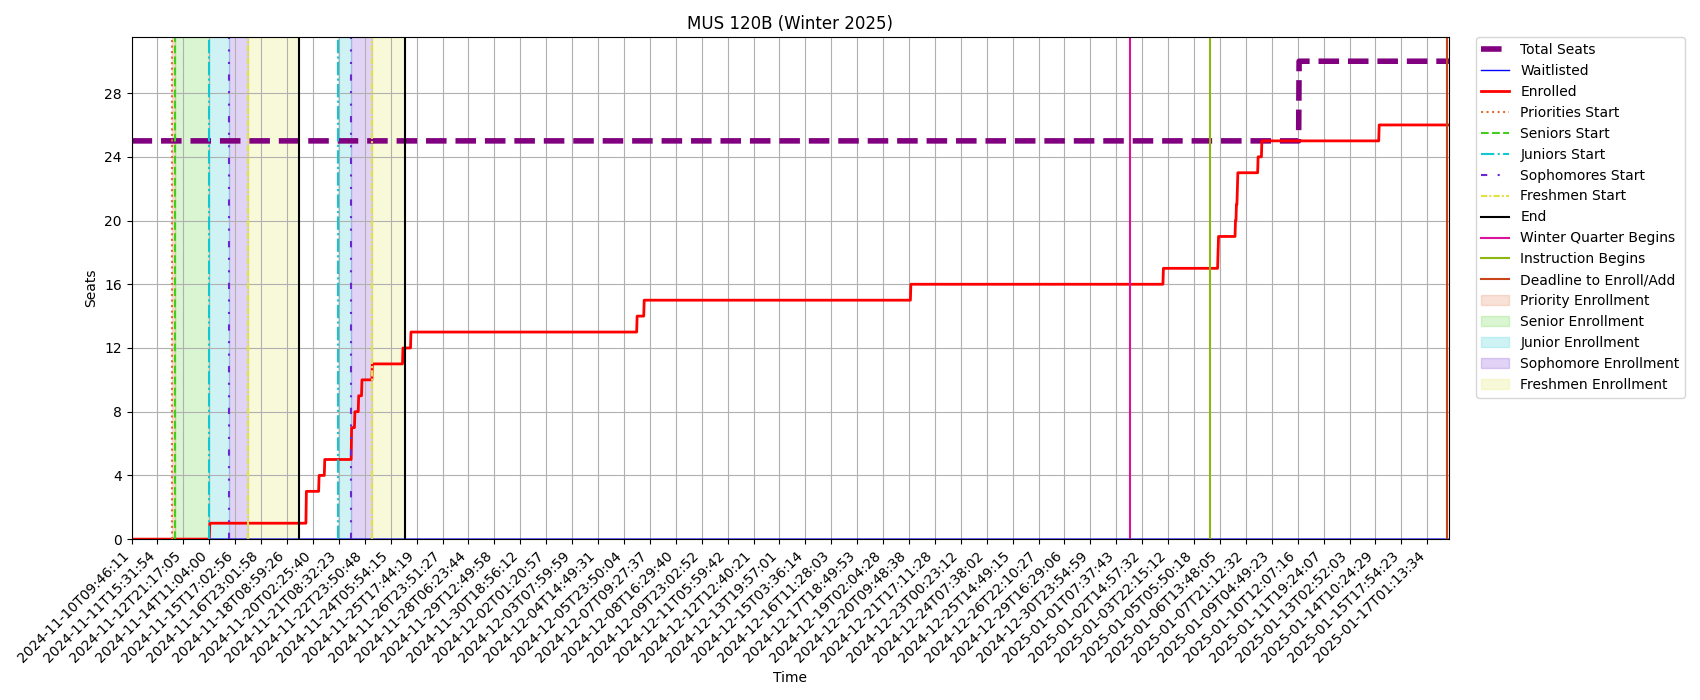 MUS 120B (Winter 2025)
Seats
28
24
20
16
12
8
4
0
2024-11-10T09:46:11
2024-11-11T15:31:54
2024-11-12T21:17:05
2024-11-14T11:04:00
2024-11-15T17:02:56
2024-11-16T23:01:58
2024-11-18T08:59:26
2024-11-20T02:25:40
2024-11-21T08:32:23
2024-11-22T23:50:48
2024-11-24T05:54:15
2024-11-25T17:44:19
2024-11-26T23:51:27
2024-11-28T06:23:44
2024-11-29T12:49:58
2024-11-30T18:56:12
2024-12-02T01:20:57
2024-12-03T07:59:59
2024-12-04T14:49:31
2024-12-05T23:50:04
2024-12-07T09:27:37
2024-12-08T16:29:40
2024-12-09T23:02:52
2024-12-11T05:59:42
2024-12-12T12:40:21
2024-12-13T19:57:01
2024-12-15T03:36:14
2024-12-16T11:28:03
2024-12-17T18:49:53
2024-12-19T02:04:28
2024-12-20T09:48:38
2024-12-21T17:11:28
2024-12-23T00:23:12
2024-12-24T07:38:02
2024-12-25T14:49:15
2024-12-26T22:10:27
2024-12-29T16:29:06
2024-12-30T23:54:59
2025-01-01T07:37:43
2025-01-02T14:57:32
2025-01-03T22:15:12
2025-01-05T05:50:18
2025-01-06T13:48:05
2025-01-07T21:12:32
2025-01-09T04:49:23
2025-01-10T12:07:16
2025-01-11T19:24:07
2025-01-13T02:52:03
2025-01-14T10:24:29
2025-01-15T17:54:23
2025-01-17T01:13:34
Time
Total Seats
Waitlisted
Enrolled
Priorities Start
Seniors Start
Juniors Start
Sophomores Start
Freshmen Start
End
Winter Quarter Begins
Instruction Begins
Deadline to Enroll/Add
Priority Enrollment
Senior Enrollment
Junior Enrollment
Sophomore Enrollment
Freshmen Enrollment